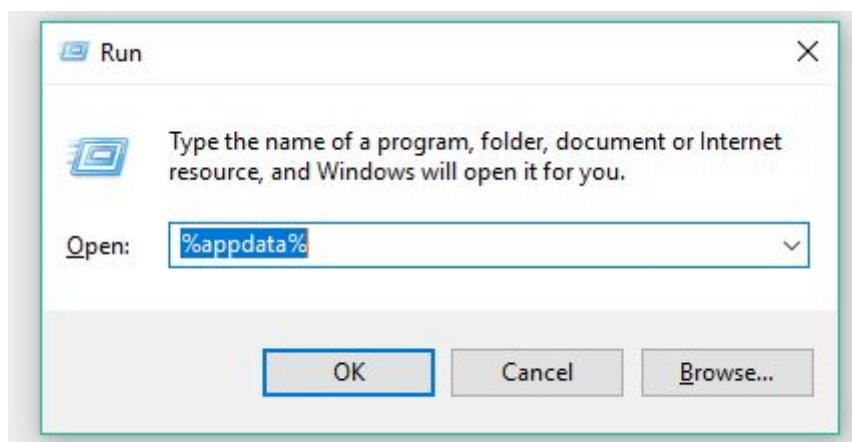 Run
Type the name of a program, folder, document or Internet
resource, and Windows will open it for you.
Open: %appdata%
OK Cancel Browse...